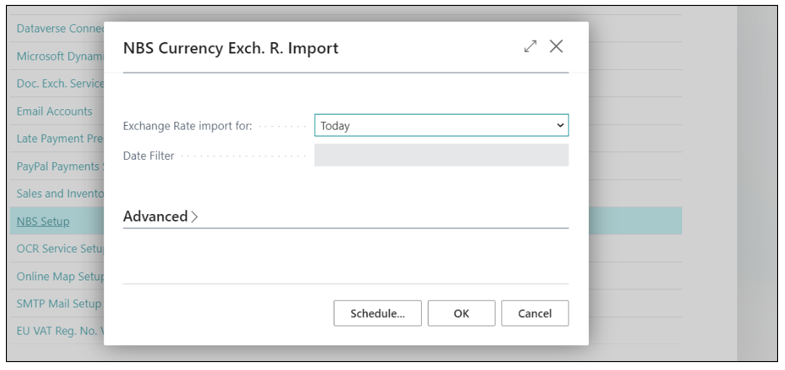 Dataverse Connec
Microsoft Dynam
Doc. Exch. Service
Email Accounts
Late Payment Pre
PayPal Payments
Sales and Invento
NBS Setup
OCR Service Setu
Online Map Setup
SMTP Mail Setup
EU VAT Reg. No. V
NBS Currency Exch. R. Import
Exchange Rate import for:
Today
Date Filter
Advanced
Schedule...
OK
Cancel